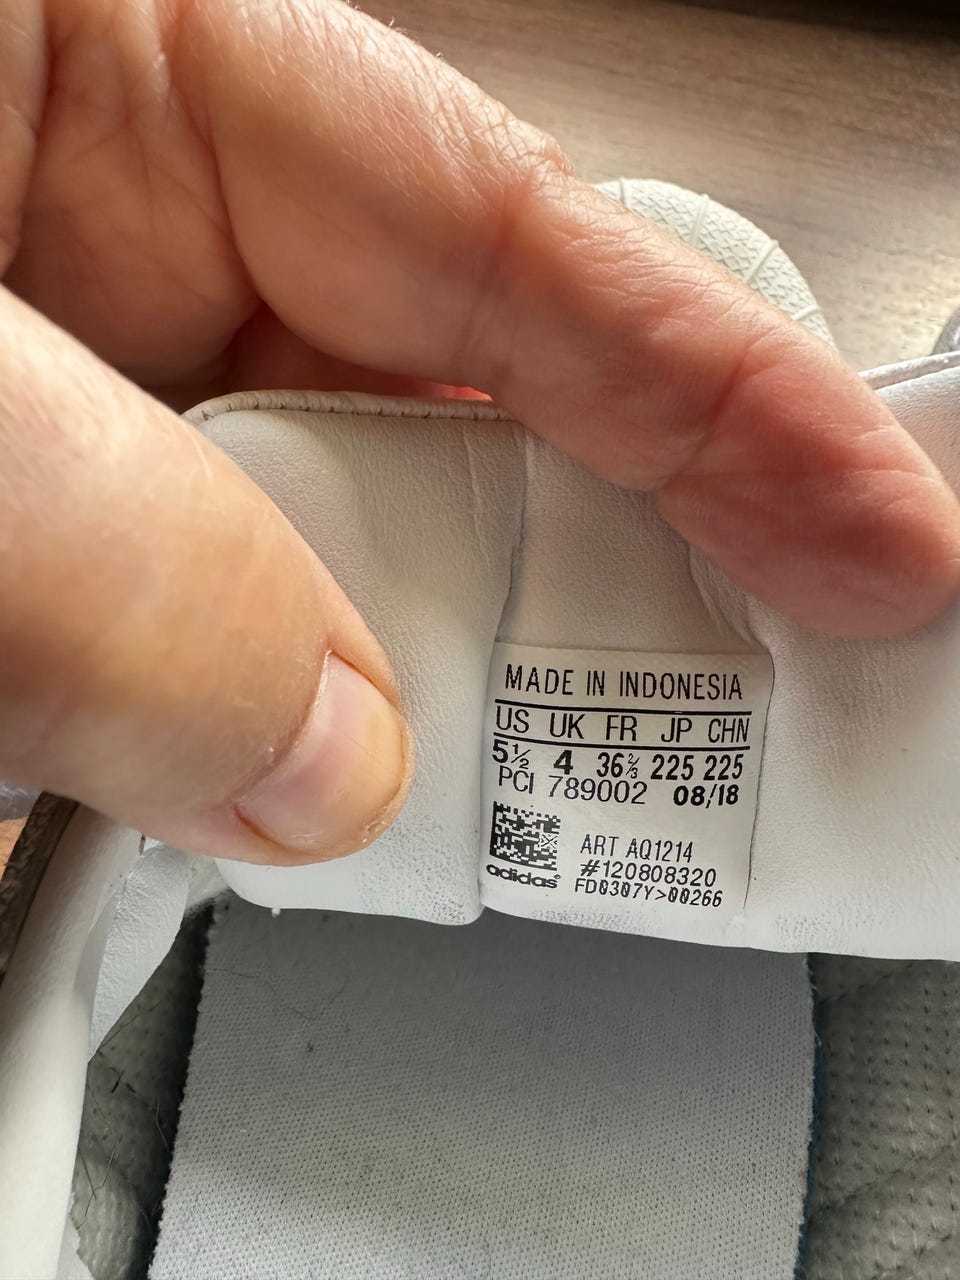 MADE IN INDONESIA
US UK FR JP CHN
5½ 4 36⅔ 225 225
PCI 789002 08/18
ART AQ1214
#120808320
adidas FD0307Y>00266